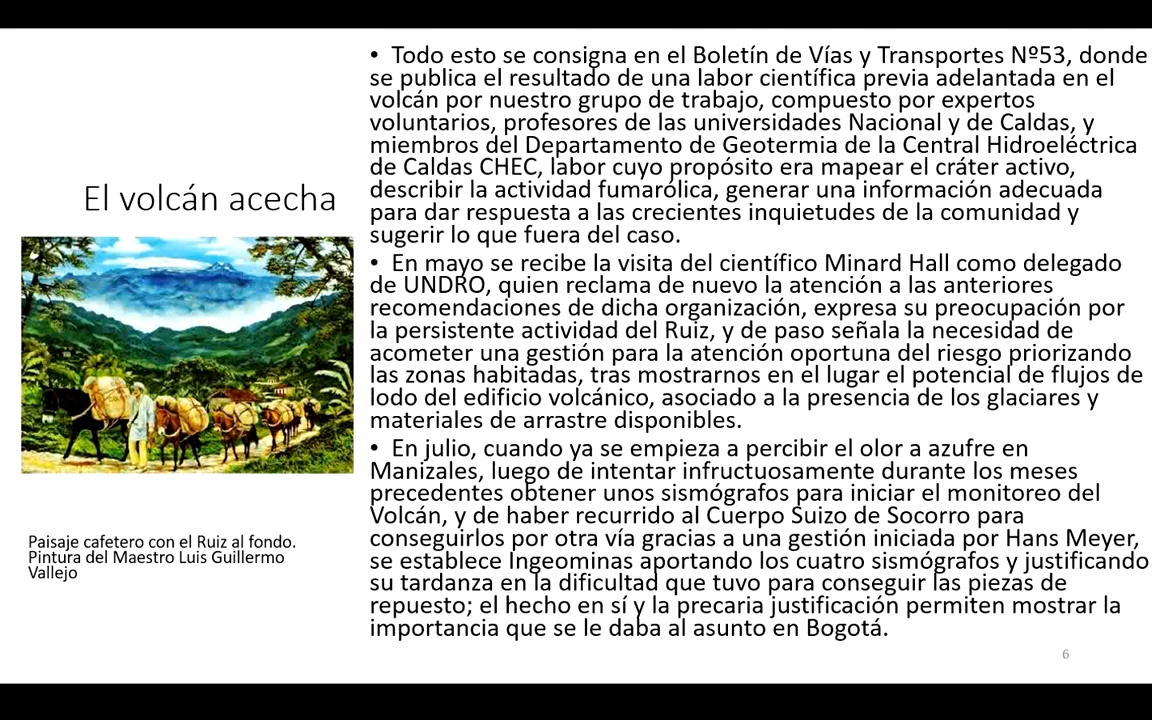 El volcán acecha
Paisaje cafetero con el Ruiz al fondo.
Pintura del Maestro Luis Guillermo
Vallejo
• Todo esto se consigna en el Boletín de Vías y Transportes Nº53, donde
se publica el resultado de una labor científica previa adelantada en el
volcán por nuestro grupo de trabajo, compuesto por expertos
voluntarios, profesores de las universidades Nacional y de Caldas, y
miembros del Departamento de Geotermia de la Central Hidroeléctrica
de Caldas CHEC, labor cuyo propósito era mapear el cráter activo,
describir la actividad fumarólica, generar una información adecuada
para dar respuesta a las crecientes inquietudes de la comunidad y
sugerir lo que fuera del caso.
• En mayo se recibe la visita del científico Minard Hall como delegado
de UNDRO, quien reclama de nuevo la atención a las anteriores
recomendaciones de dicha organización, expresa su preocupación por
la persistente actividad del Ruiz, y de paso señala la necesidad de
acometer una gestión para la atención oportuna del riesgo priorizando
las zonas habitadas, tras mostrarnos en el lugar el potencial de flujos de
lodo del edificio volcánico, asociado a la presencia de los glaciares y
materiales de arrastre disponibles.
• En julio, cuando ya se empieza a percibir el olor a azufre en
Manizales, luego de intentar infructuosamente durante los meses
precedentes obtener unos sismógrafos para iniciar el monitoreo del
Volcán, y de haber recurrido al Cuerpo Suizo de Socorro para
conseguirlos por otra vía gracias a una gestión iniciada por Hans Meyer,
se establece Ingeominas aportando los cuatro sismógrafos y justificando
su tardanza en la dificultad que tuvo para conseguir las piezas de
repuesto; el hecho en sí y la precaria justificación permiten mostrar la
importancia que se le daba al asunto en Bogotá.
6